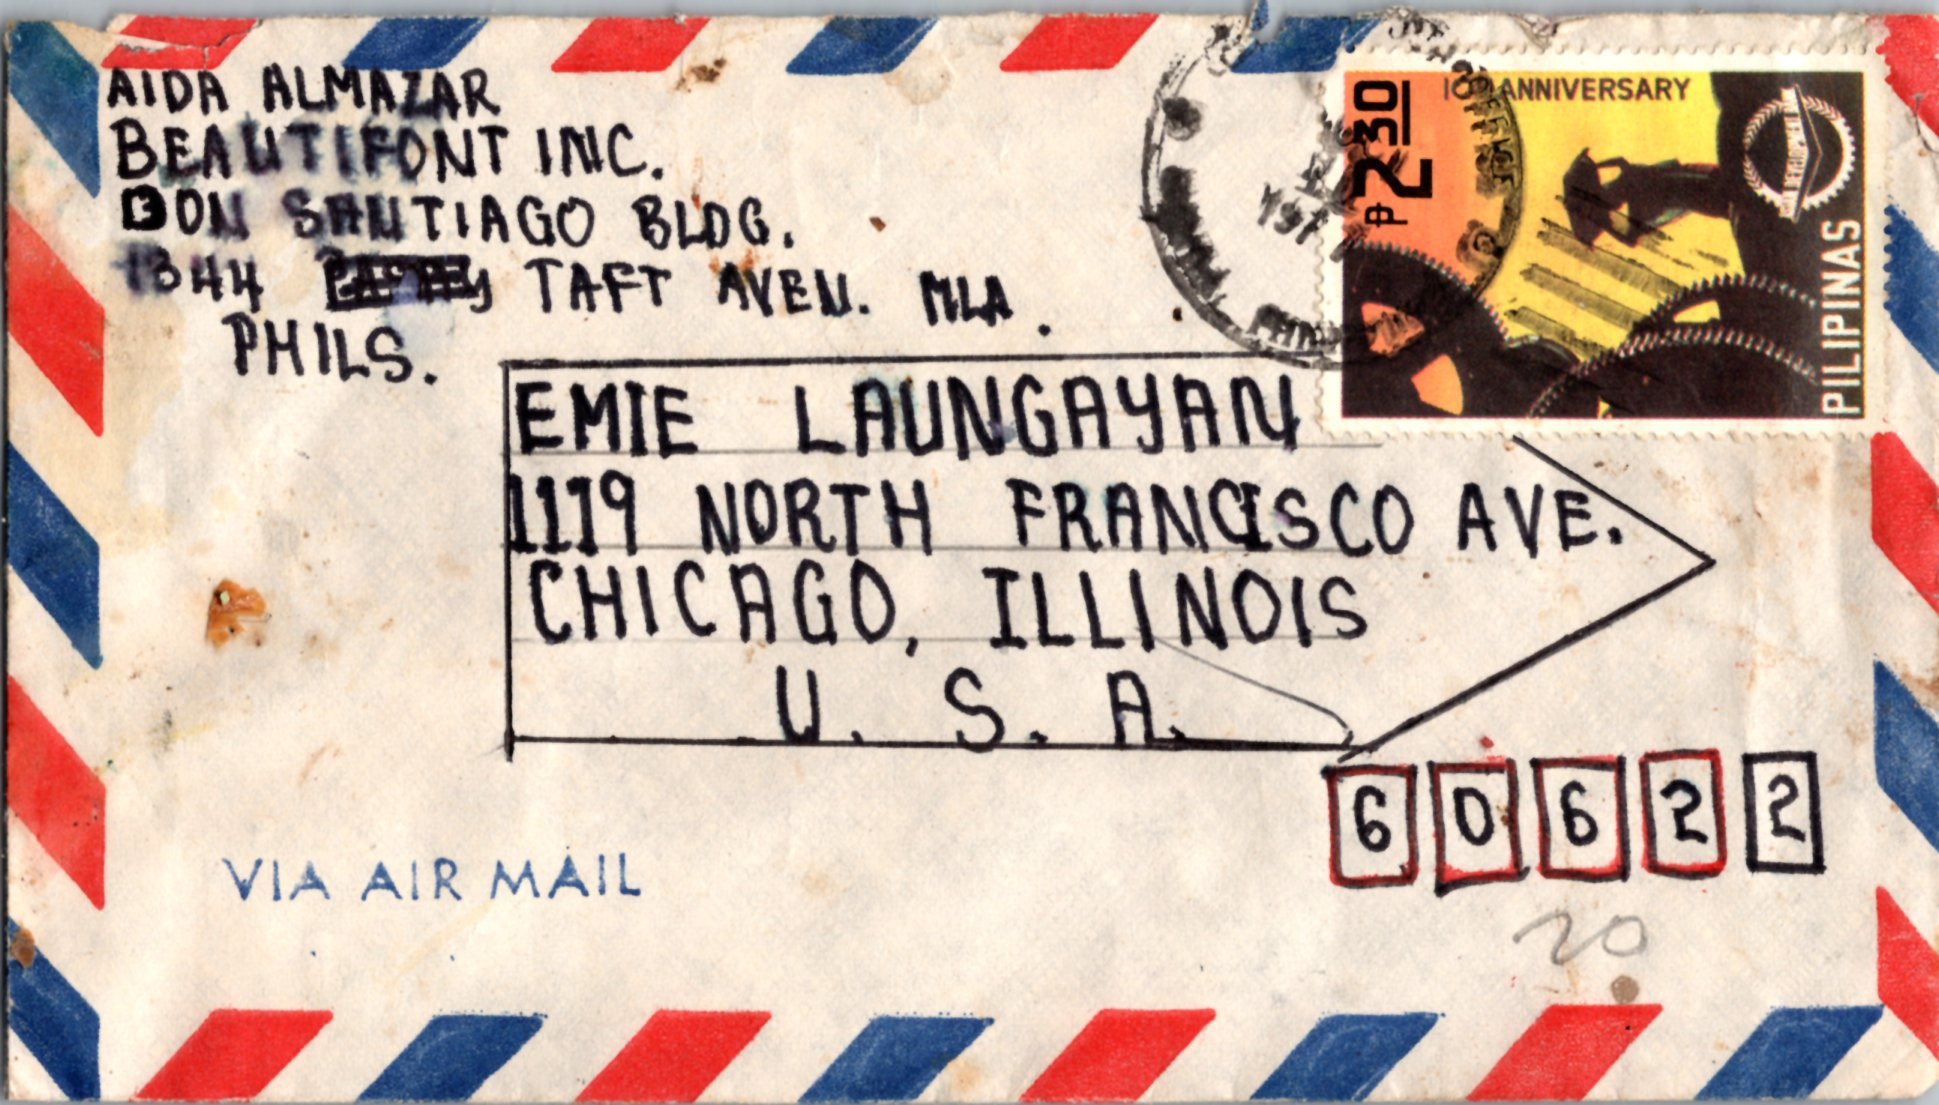 AIDA ALMAZAR
BEAUTIFONT INC.
DON SANTIAGO BLDG.
1344 TAFT AVEN. MLA.
PHILS.
10 ANNIVERSARY
₱2.30
PILIPINAS
EMIE LAUNGAYAN
1119 NORTH FRANCISCO AVE.
CHICAGO, ILLINOIS
U. S. A.
60622
VIA AIR MAIL
20